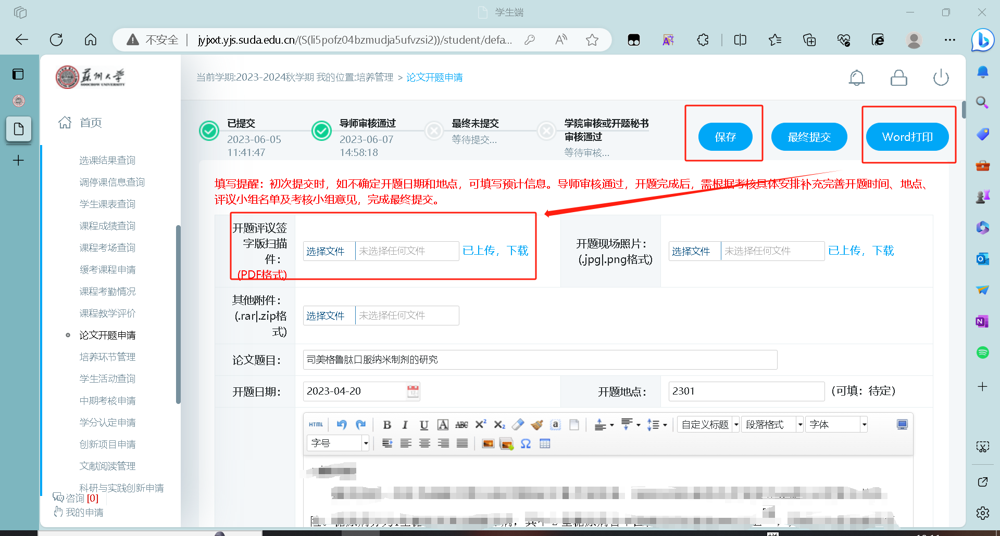 学生端
不安全
jyjxxt.yjs.suda.edu.cn/(S(li5pofz04bzmudja5ufvzsi2))/student/defa...
蘇州大学
SOOCHOW UNIVERSITY
当前学期:2023-2024秋学期 我的位置:培养管理 > 论文开题申请
首页
选课结果查询
调停课信息查询
学生课表查询
课程成绩查询
课程考场查询
缓考课程申请
课程考勤情况
课程教学评价
论文开题申请
培养环节管理
学生活动查询
中期考核申请
学分认定申请
创新项目申请
文献阅读管理
科研与实践创新申请
咨询 [0]
我的申请
已提交
2023-06-05
11:41:47
导师审核通过
2023-06-07
14:58:18
最终未提交
等待提交...
学院审核或开题秘书
审核通过
等待审核...
保存
最终提交
Word打印
填写提醒：初次提交时，如不确定开题日期和地点，可填写预计信息。导师审核通过，开题完成后，需根据考核具体安排补充完善开题时间、地点、
评议小组名单及考核小组意见，完成最终提交。
开题评议签
字版扫描
件：
(PDF格式)
选择文件 未选择任何文件 已上传，下载
开题现场照片：
(.jpg|.png格式)
选择文件 未选择任何文件 已上传，下载
其他附件：
(.rar|.zip格
式)
选择文件 未选择任何文件
论文题目：
司美格鲁肽口服纳米制剂的研究
开题日期：
2023-04-20
开题地点：
2301
(可填：待定)
HTML
自定义标题
段落格式
字体
字号